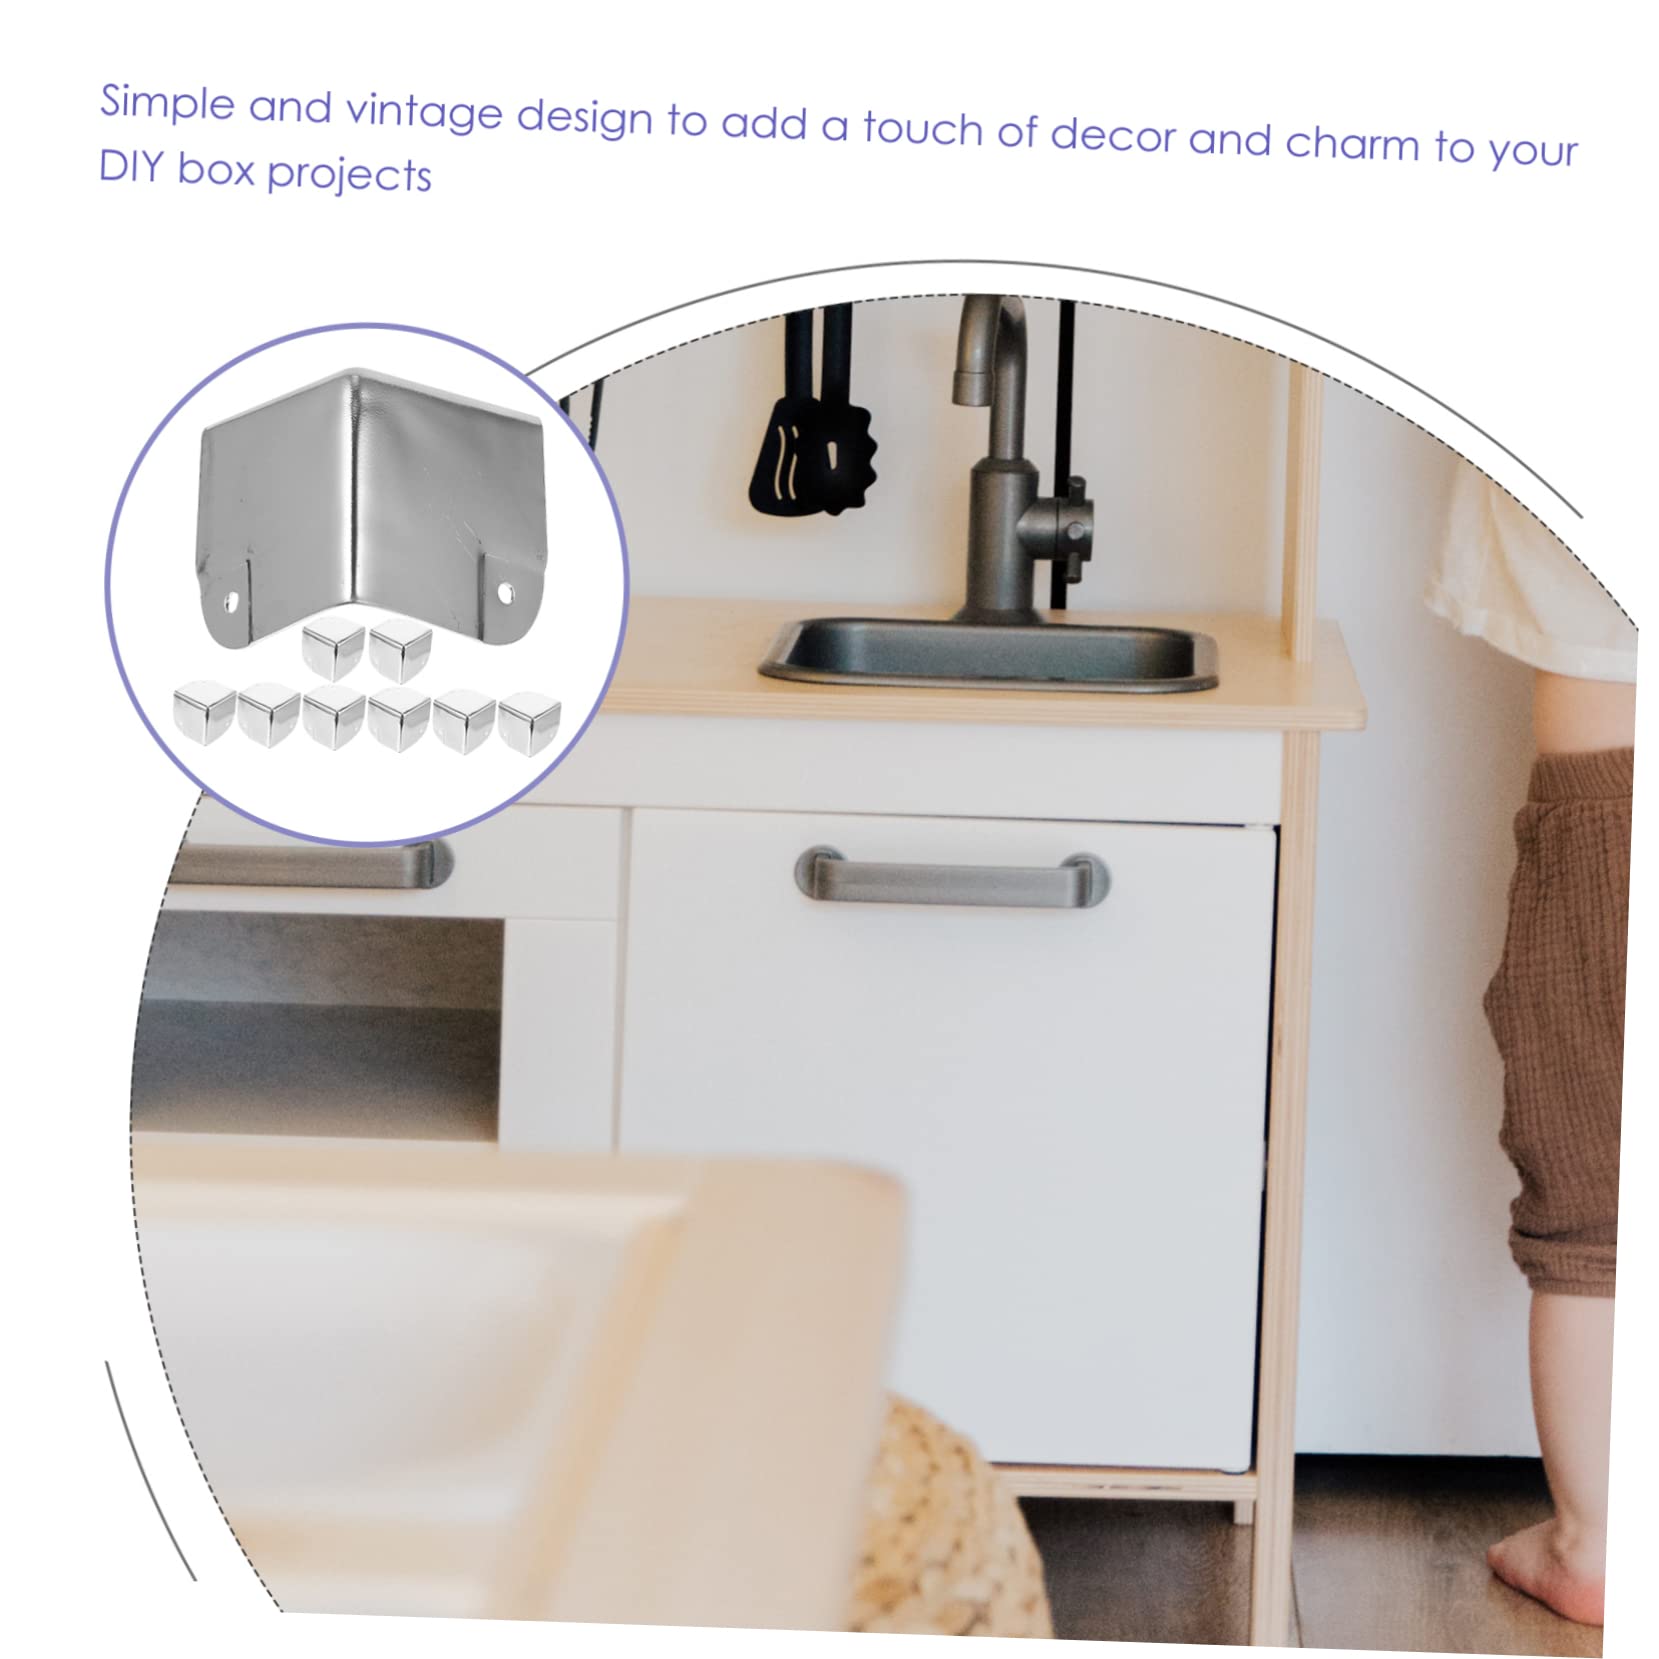 Simple and vintage design to add a touch of decor and charm to your
DIY box projects